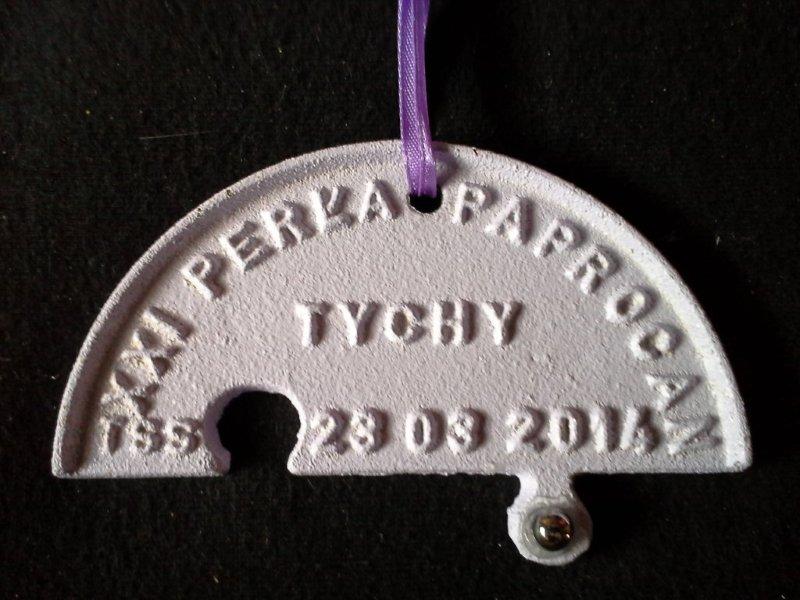 XXI PERŁA PAPROCAN
TYCHY
TSS 23 03 2014